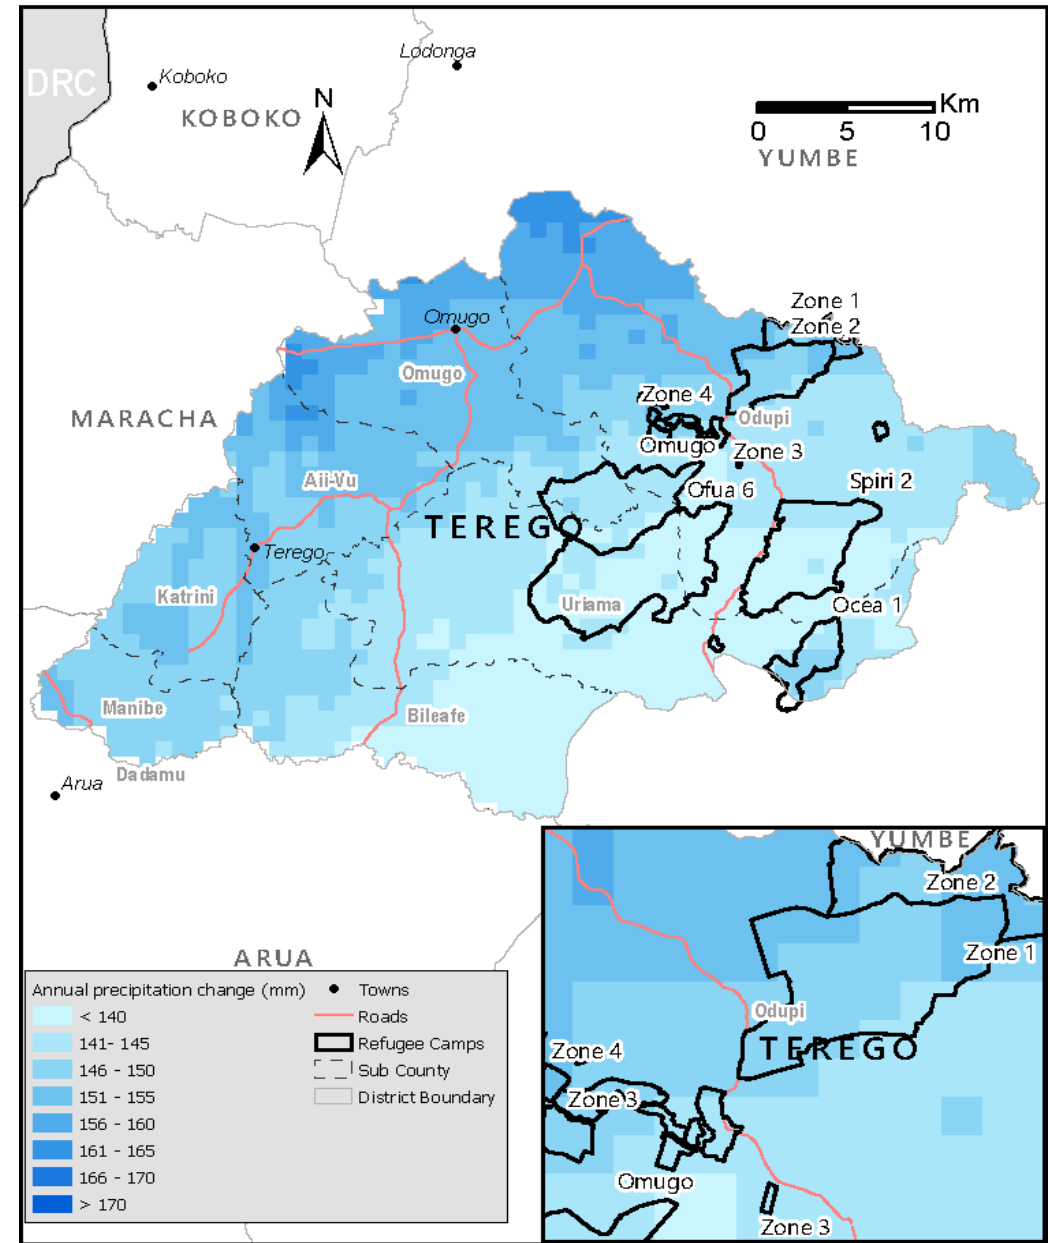 DRC
Koboko
Lodonga
KOBOKO
N
Km
0 5 10
YUMBE
Zone 1
Zone 2
Omugo
Omugo
Zone 4
MARACHA
Odupi
Omugo
Zone 3
Aii-Vu
Spiri 2
Ofua 6
TEREGO
Terego
Katrini
Uriama
Ocea 1
Manibe
Bileafe
Dadamu
Arua
ARUA
YUMBE
Zone 2
Zone 1
Odupi
TEREGO
Zone 4
Zone 3
Omugo
Zone 3
Annual precipitation change (mm)
< 140
141- 145
146 - 150
151 - 155
156 - 160
161 - 165
166 - 170
> 170
Towns
Roads
Refugee Camps
Sub County
District Boundary